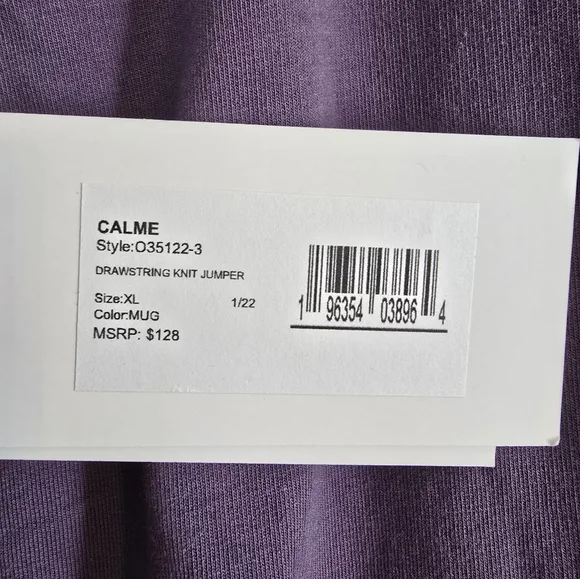 CALME
Style:O35122-3
DRAWSTRING KNIT JUMPER
Size:XL 1/22
Color:MUG
MSRP: $128
1 96354 03896 4